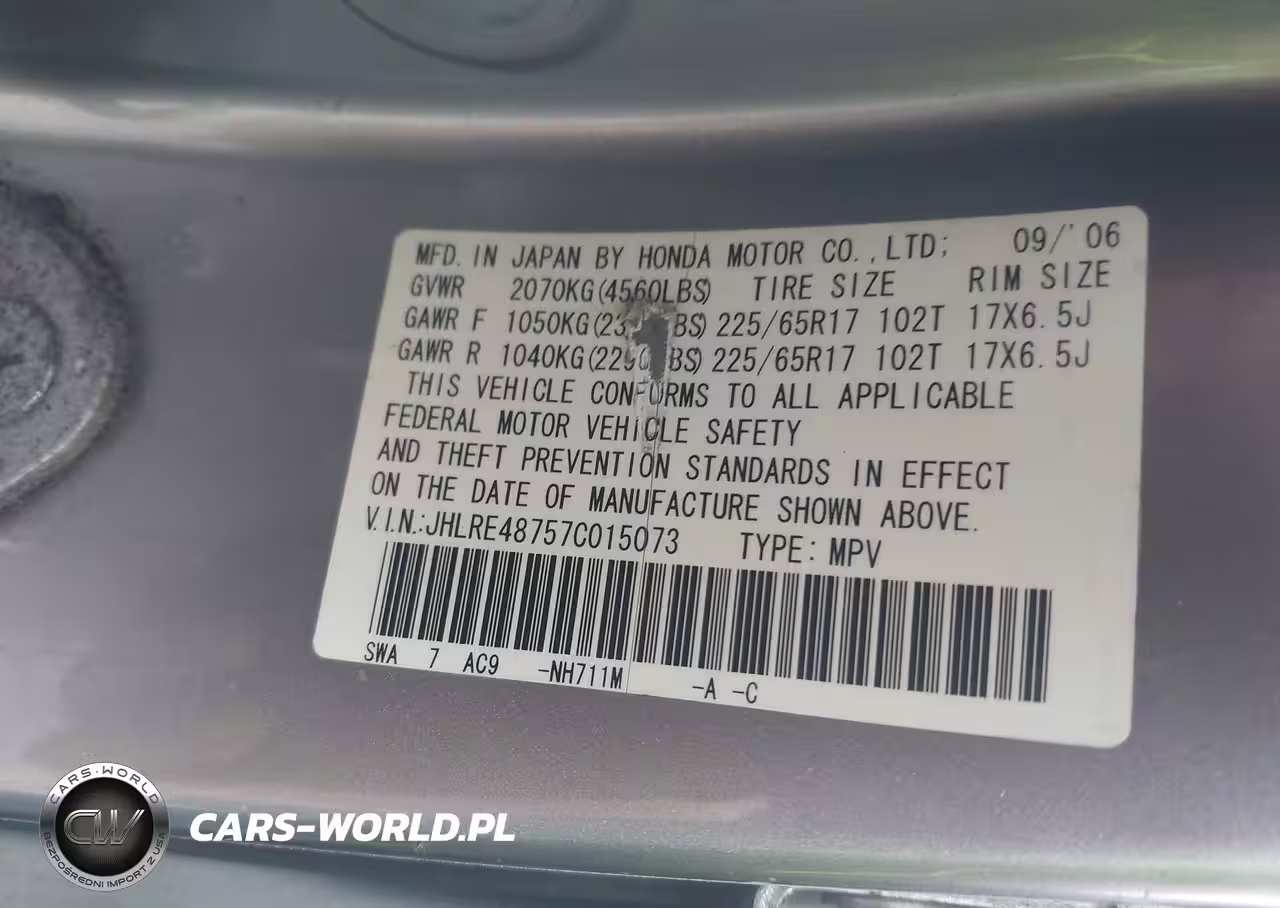 MFD. IN JAPAN BY HONDA MOTOR CO., LTD; 09/'06
GVWR 2070KG(4560LBS) TIRE SIZE RIM SIZE
GAWR F 1050KG( BS) 225/65R17 102T 17X6.5J
GAWR R 1040KG( BS) 225/65R17 102T 17X6.5J
THIS VEHICLE CONFORMS TO ALL APPLICABLE
FEDERAL MOTOR VEHICLE SAFETY
AND THEFT PREVENTION STANDARDS IN EFFECT
ON THE DATE OF MANUFACTURE SHOWN ABOVE.
V.I.N.:JHLRE48757C015073 TYPE: MPV
SWA 7 AC9 -NH711M -A -C
CARS-WORLD
CW
BEZPOŚREDNI IMPORT Z USA
CARS-WORLD.PL